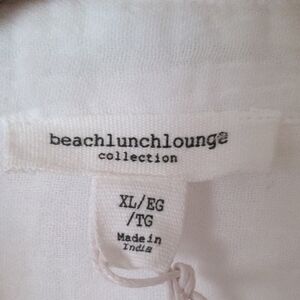 beachlunchlounge
collection
XL/EG
/TG
Made in
India